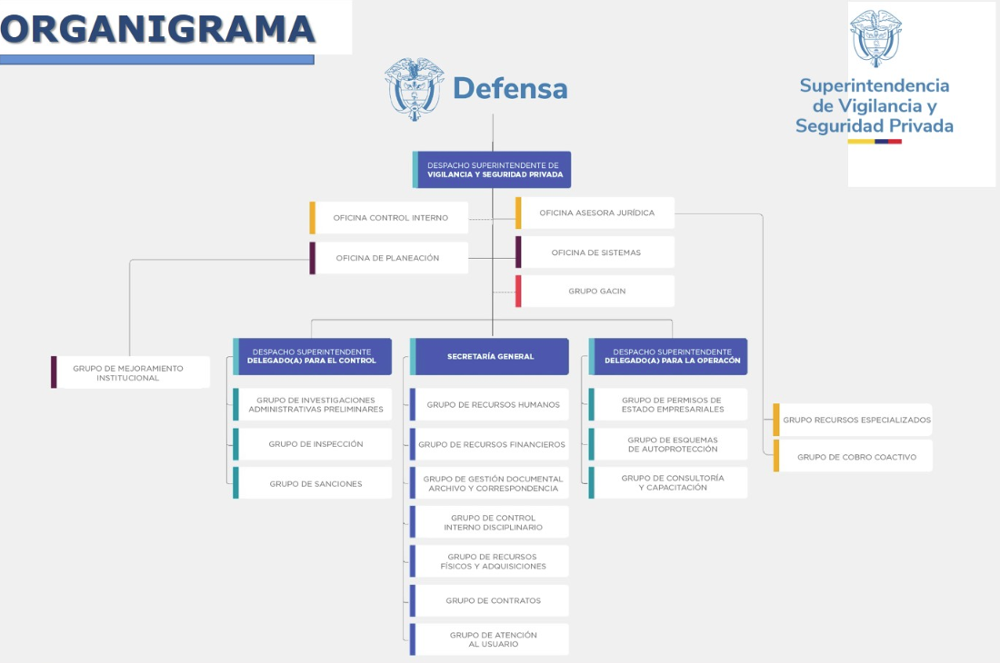 ORGANIGRAMA
Defensa
Superintendencia
de Vigilancia y
Seguridad Privada
DESPACHO SUPERINTENDENTE DE
VIGILANCIA Y SEGURIDAD PRIVADA
OFICINA CONTROL INTERNO
OFICINA ASESORA JURÍDICA
OFICINA DE PLANEACIÓN
OFICINA DE SISTEMAS
GRUPO GACIN
GRUPO DE MEJORAMIENTO
INSTITUCIONAL
DESPACHO SUPERINTENDENTE
DELEGADO(A) PARA EL CONTROL
GRUPO DE INVESTIGACIONES
ADMINISTRATIVAS PRELIMINARES
GRUPO DE INSPECCIÓN
GRUPO DE SANCIONES
SECRETARÍA GENERAL
GRUPO DE RECURSOS HUMANOS
GRUPO DE RECURSOS FINANCIEROS
GRUPO DE GESTIÓN DOCUMENTAL
ARCHIVO Y CORRESPONDENCIA
GRUPO DE CONTROL
INTERNO DISCIPLINARIO
GRUPO DE RECURSOS
FÍSICOS Y ADQUISICIONES
GRUPO DE CONTRATOS
GRUPO DE ATENCIÓN
AL USUARIO
DESPACHO SUPERINTENDENTE
DELEGADO(A) PARA LA OPERACÓN
GRUPO DE PERMISOS DE
ESTADO EMPRESARIALES
GRUPO DE ESQUEMAS
DE AUTOPROTECCIÓN
GRUPO DE CONSULTORÍA
Y CAPACITACIÓN
GRUPO RECURSOS ESPECIALIZADOS
GRUPO DE COBRO COACTIVO